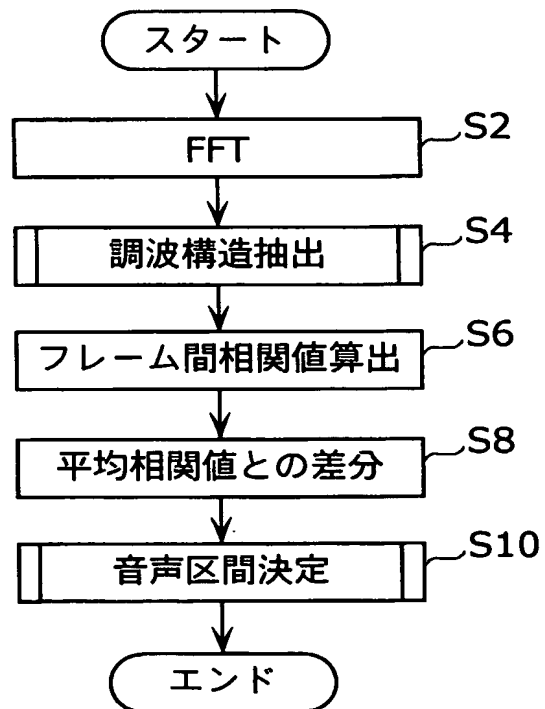 スタート
FFT
S2
調波構造抽出
S4
フレーム間相関値算出
S6
平均相関値との差分
S8
音声区間決定
S10
エンド